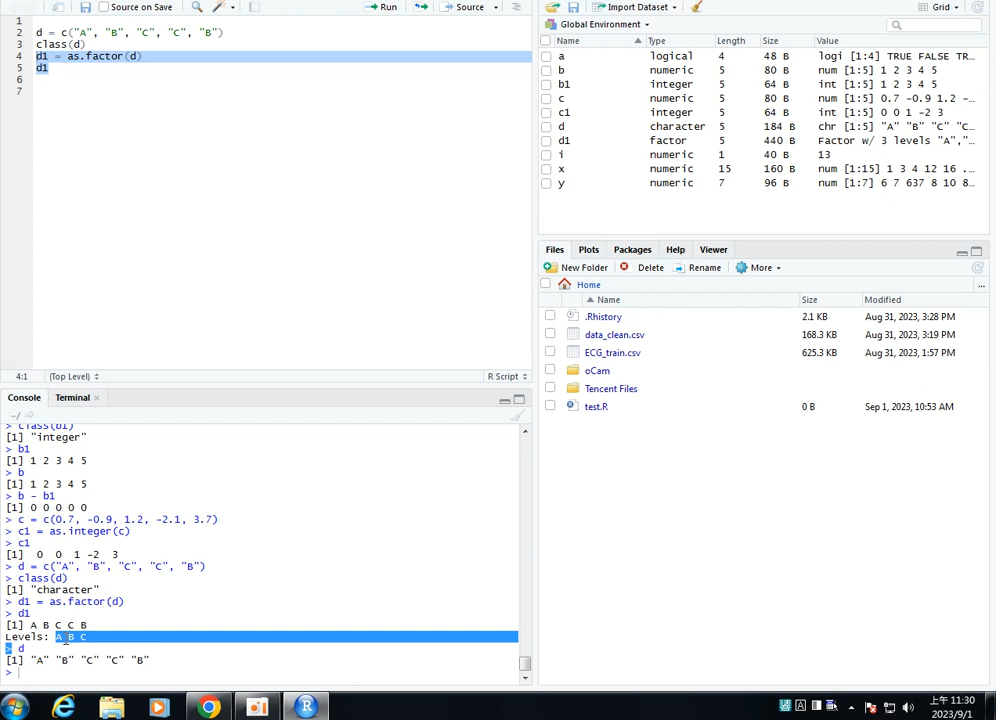 Source on Save Run Source
1
2 d = c("A", "B", "C", "C", "B")
3 class(d)
4 d1 = as.factor(d)
5 d1
6
7
4:1 (Top Level) R Script
Console Terminal
~/
> class(b1)
[1] "integer"
> b1
[1] 1 2 3 4 5
> b
[1] 1 2 3 4 5
> b - b1
[1] 0 0 0 0 0
> c = c(0.7, -0.9, 1.2, -2.1, 3.7)
> c1 = as.integer(c)
> c1
[1] 0 0 1 -2 3
> d = c("A", "B", "C", "C", "B")
> class(d)
[1] "character"
> d1 = as.factor(d)
> d1
[1] A B C C B
Levels: A B C
> d
[1] "A" "B" "C" "C" "B"
>
Import Dataset Grid
Global Environment
Name Type Length Size Value
a logical 4 48 B logi [1:4] TRUE FALSE TR…
b numeric 5 80 B num [1:5] 1 2 3 4 5
b1 integer 5 64 B int [1:5] 1 2 3 4 5
c numeric 5 80 B num [1:5] 0.7 -0.9 1.2 -…
c1 integer 5 64 B int [1:5] 0 0 1 -2 3
d character 5 184 B chr [1:5] "A" "B" "C" "C…
d1 factor 5 440 B Factor w/ 3 levels "A","…
i numeric 1 40 B 13
x numeric 15 160 B num [1:15] 1 3 4 12 16 .…
y numeric 7 96 B num [1:7] 6 7 637 8 10 8…
Files Plots Packages Help Viewer
New Folder Delete Rename More
Home ...
Name Size Modified
.Rhistory 2.1 KB Aug 31, 2023, 3:28 PM
data_clean.csv 168.3 KB Aug 31, 2023, 3:19 PM
ECG_train.csv 625.3 KB Aug 31, 2023, 1:57 PM
oCam
Tencent Files
test.R 0 B Sep 1, 2023, 10:53 AM
上午 11:30
2023/9/1